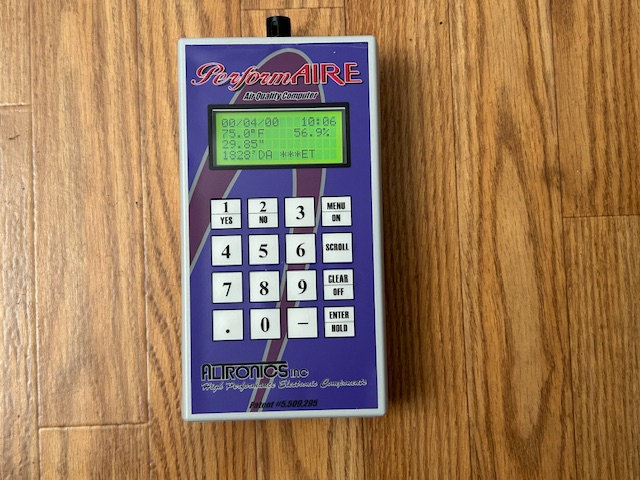 PerformAIRE
Air Quality Computer
00/04/00 10:06
75.0°F 56.9%
29.85"
1828'DA ***ET
1 2 3 MENU
YES NO ON
4 5 6 SCROLL
7 8 9 CLEAR
OFF
. 0 – ENTER
HOLD
ALTRONICS INC
High Performance Electronic Components
Patent #5,509,295